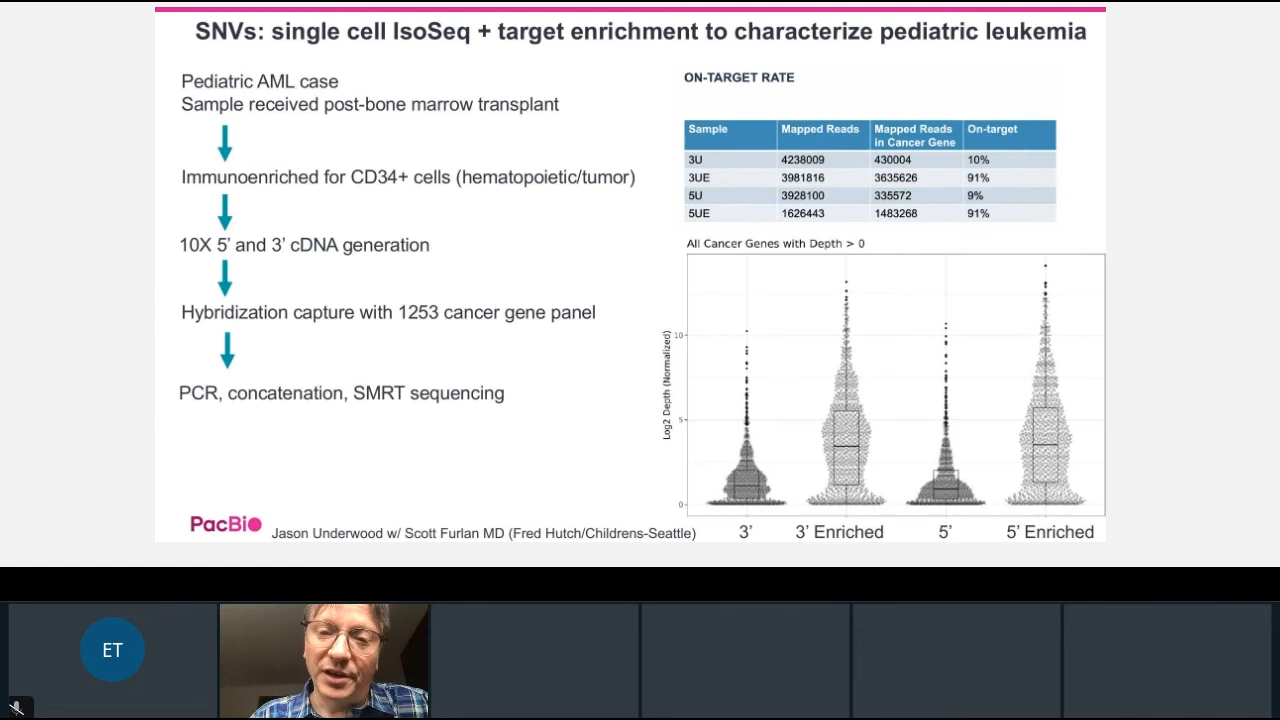 SNVs: single cell IsoSeq + target enrichment to characterize pediatric leukemia
Pediatric AML case
Sample received post-bone marrow transplant
Immunoenriched for CD34+ cells (hematopoietic/tumor)
10X 5’ and 3’ cDNA generation
Hybridization capture with 1253 cancer gene panel
PCR, concatenation, SMRT sequencing
ON-TARGET RATE
Sample Mapped Reads Mapped Reads in Cancer Gene On-target
3U 4238009 430004 10%
3UE 3981816 3635626 91%
5U 3928100 335572 9%
5UE 1626443 1483268 91%
All Cancer Genes with Depth > 0
Log2 Depth (Normalized)
10
5
0
3’ 3’ Enriched 5’ 5’ Enriched
PacBio
Jason Underwood w/ Scott Furlan MD (Fred Hutch/Childrens-Seattle)
ET